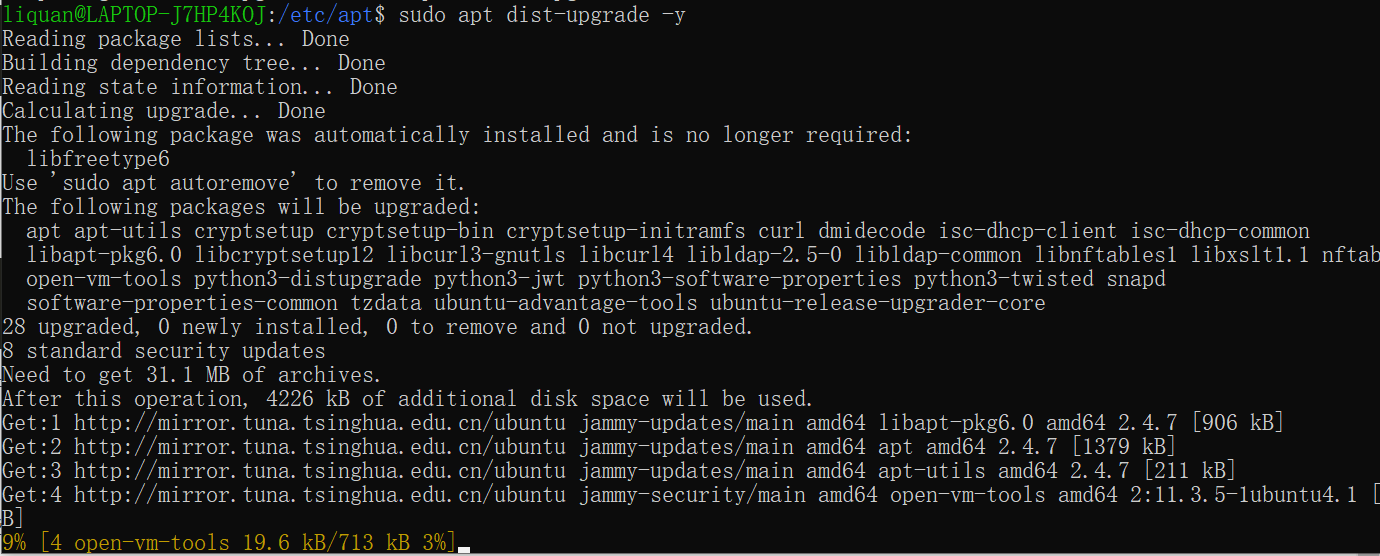 liquan@LAPTOP-J7HP4KOJ:/etc/apt$ sudo apt dist-upgrade -y
Reading package lists... Done
Building dependency tree... Done
Reading state information... Done
Calculating upgrade... Done
The following package was automatically installed and is no longer required:
  libfreetype6
Use 'sudo apt autoremove' to remove it.
The following packages will be upgraded:
  apt apt-utils cryptsetup cryptsetup-bin cryptsetup-initramfs curl dmidecode isc-dhcp-client isc-dhcp-common
  libapt-pkg6.0 libcryptsetup12 libcurl3-gnutls libcurl4 libldap-2.5-0 libldap-common libnftables1 libxslt1.1 nftab
  open-vm-tools python3-distupgrade python3-jwt python3-software-properties python3-twisted snapd
  software-properties-common tzdata ubuntu-advantage-tools ubuntu-release-upgrader-core
28 upgraded, 0 newly installed, 0 to remove and 0 not upgraded.
8 standard security updates
Need to get 31.1 MB of archives.
After this operation, 4226 kB of additional disk space will be used.
Get:1 http://mirror.tuna.tsinghua.edu.cn/ubuntu jammy-updates/main amd64 libapt-pkg6.0 amd64 2.4.7 [906 kB]
Get:2 http://mirror.tuna.tsinghua.edu.cn/ubuntu jammy-updates/main amd64 apt amd64 2.4.7 [1379 kB]
Get:3 http://mirror.tuna.tsinghua.edu.cn/ubuntu jammy-updates/main amd64 apt-utils amd64 2.4.7 [211 kB]
Get:4 http://mirror.tuna.tsinghua.edu.cn/ubuntu jammy-security/main amd64 open-vm-tools amd64 2:11.3.5-1ubuntu4.1 [
B]
9% [4 open-vm-tools 19.6 kB/713 kB 3%]